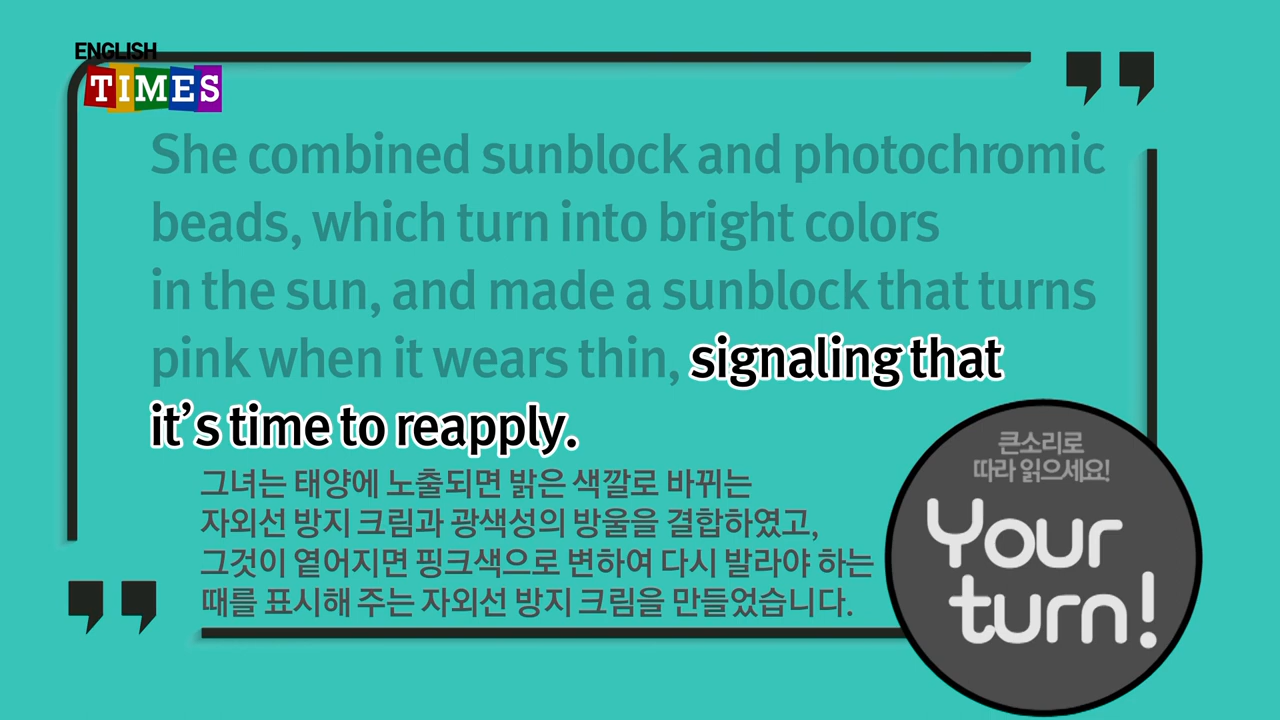 ENGLISH
TIMES
She combined sunblock and photochromic
beads, which turn into bright colors
in the sun, and made a sunblock that turns
pink when it wears thin, signaling that
it's time to reapply.
그녀는 태양에 노출되면 밝은 색깔로 바뀌는
자외선 방지 크림과 광색성의 방울을 결합하였고,
그것이 옅어지면 핑크색으로 변하여 다시 발라야 하는
때를 표시해 주는 자외선 방지 크림을 만들었습니다.
큰소리로
따라 읽으세요!
Your
turn!